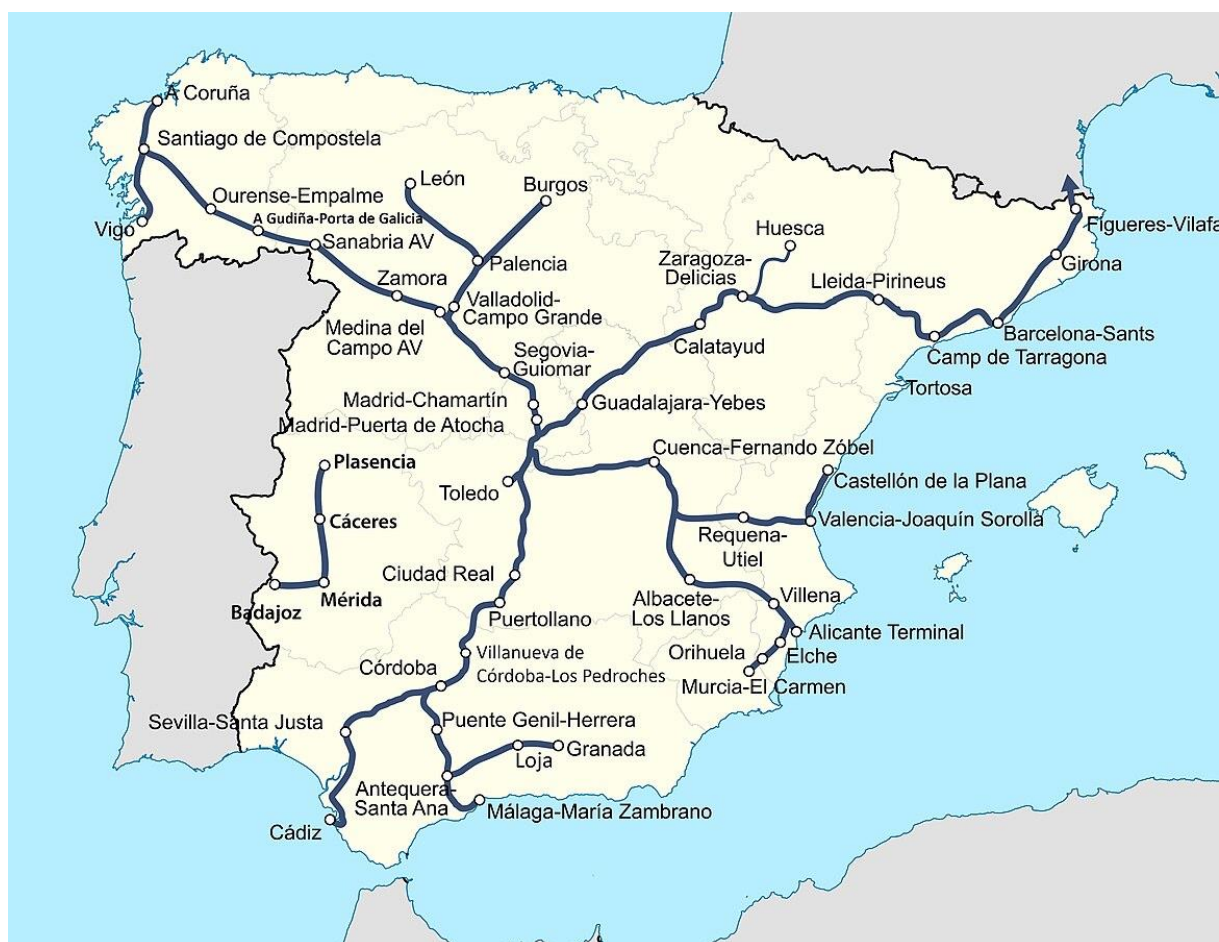 A Coruña
Santiago de Compostela
León
Burgos
Ourense-Empalme
A Gudiña-Porta de Galicia
Vigo
Sanabria AV
Figueres-Vilafa
Huesca
Palencia
Zaragoza-
Delicias
Girona
Zamora
Lleida-Pirineus
Valladolid-
Campo Grande
Medina del
Campo AV
Barcelona-Sants
Calatayud
Camp de Tarragona
Segovia-
Guiomar
Tortosa
Madrid-Chamartín
Guadalajara-Yebes
Madrid-Puerta de Atocha
Cuenca-Fernando Zóbel
Plasencia
Castellón de la Plana
Toledo
Cáceres
Valencia-Joaquín Sorolla
Requena-
Utiel
Ciudad Real
Mérida
Badajoz
Albacete-
Los Llanos
Villena
Puertollano
Alicante Terminal
Villanueva de
Córdoba-Los Pedroches
Orihuela
Elche
Córdoba
Murcia-El Carmen
Sevilla-Santa Justa
Puente Genil-Herrera
Granada
Loja
Antequera-
Santa Ana
Málaga-María Zambrano
Cádiz